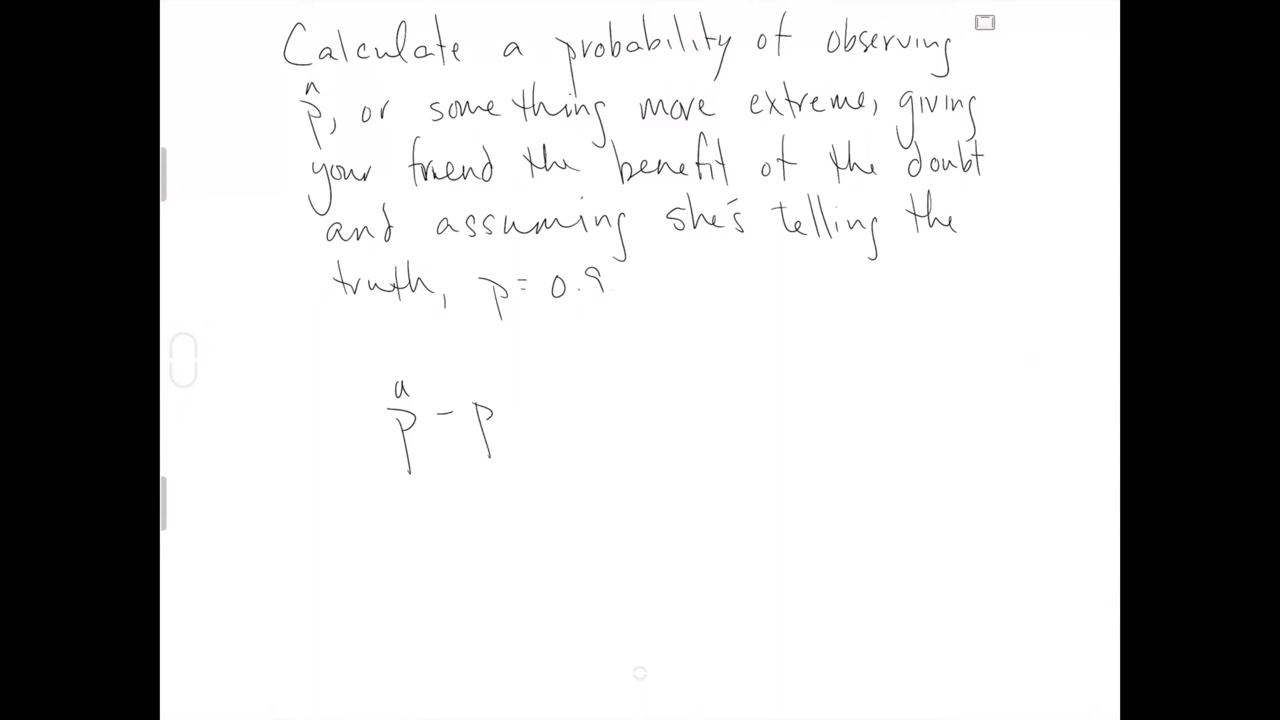 Calculate a probability of observing
p̂, or something more extreme, giving
your friend the benefit of the doubt
and assuming she's telling the
truth, p = 0.9
p̂ - p